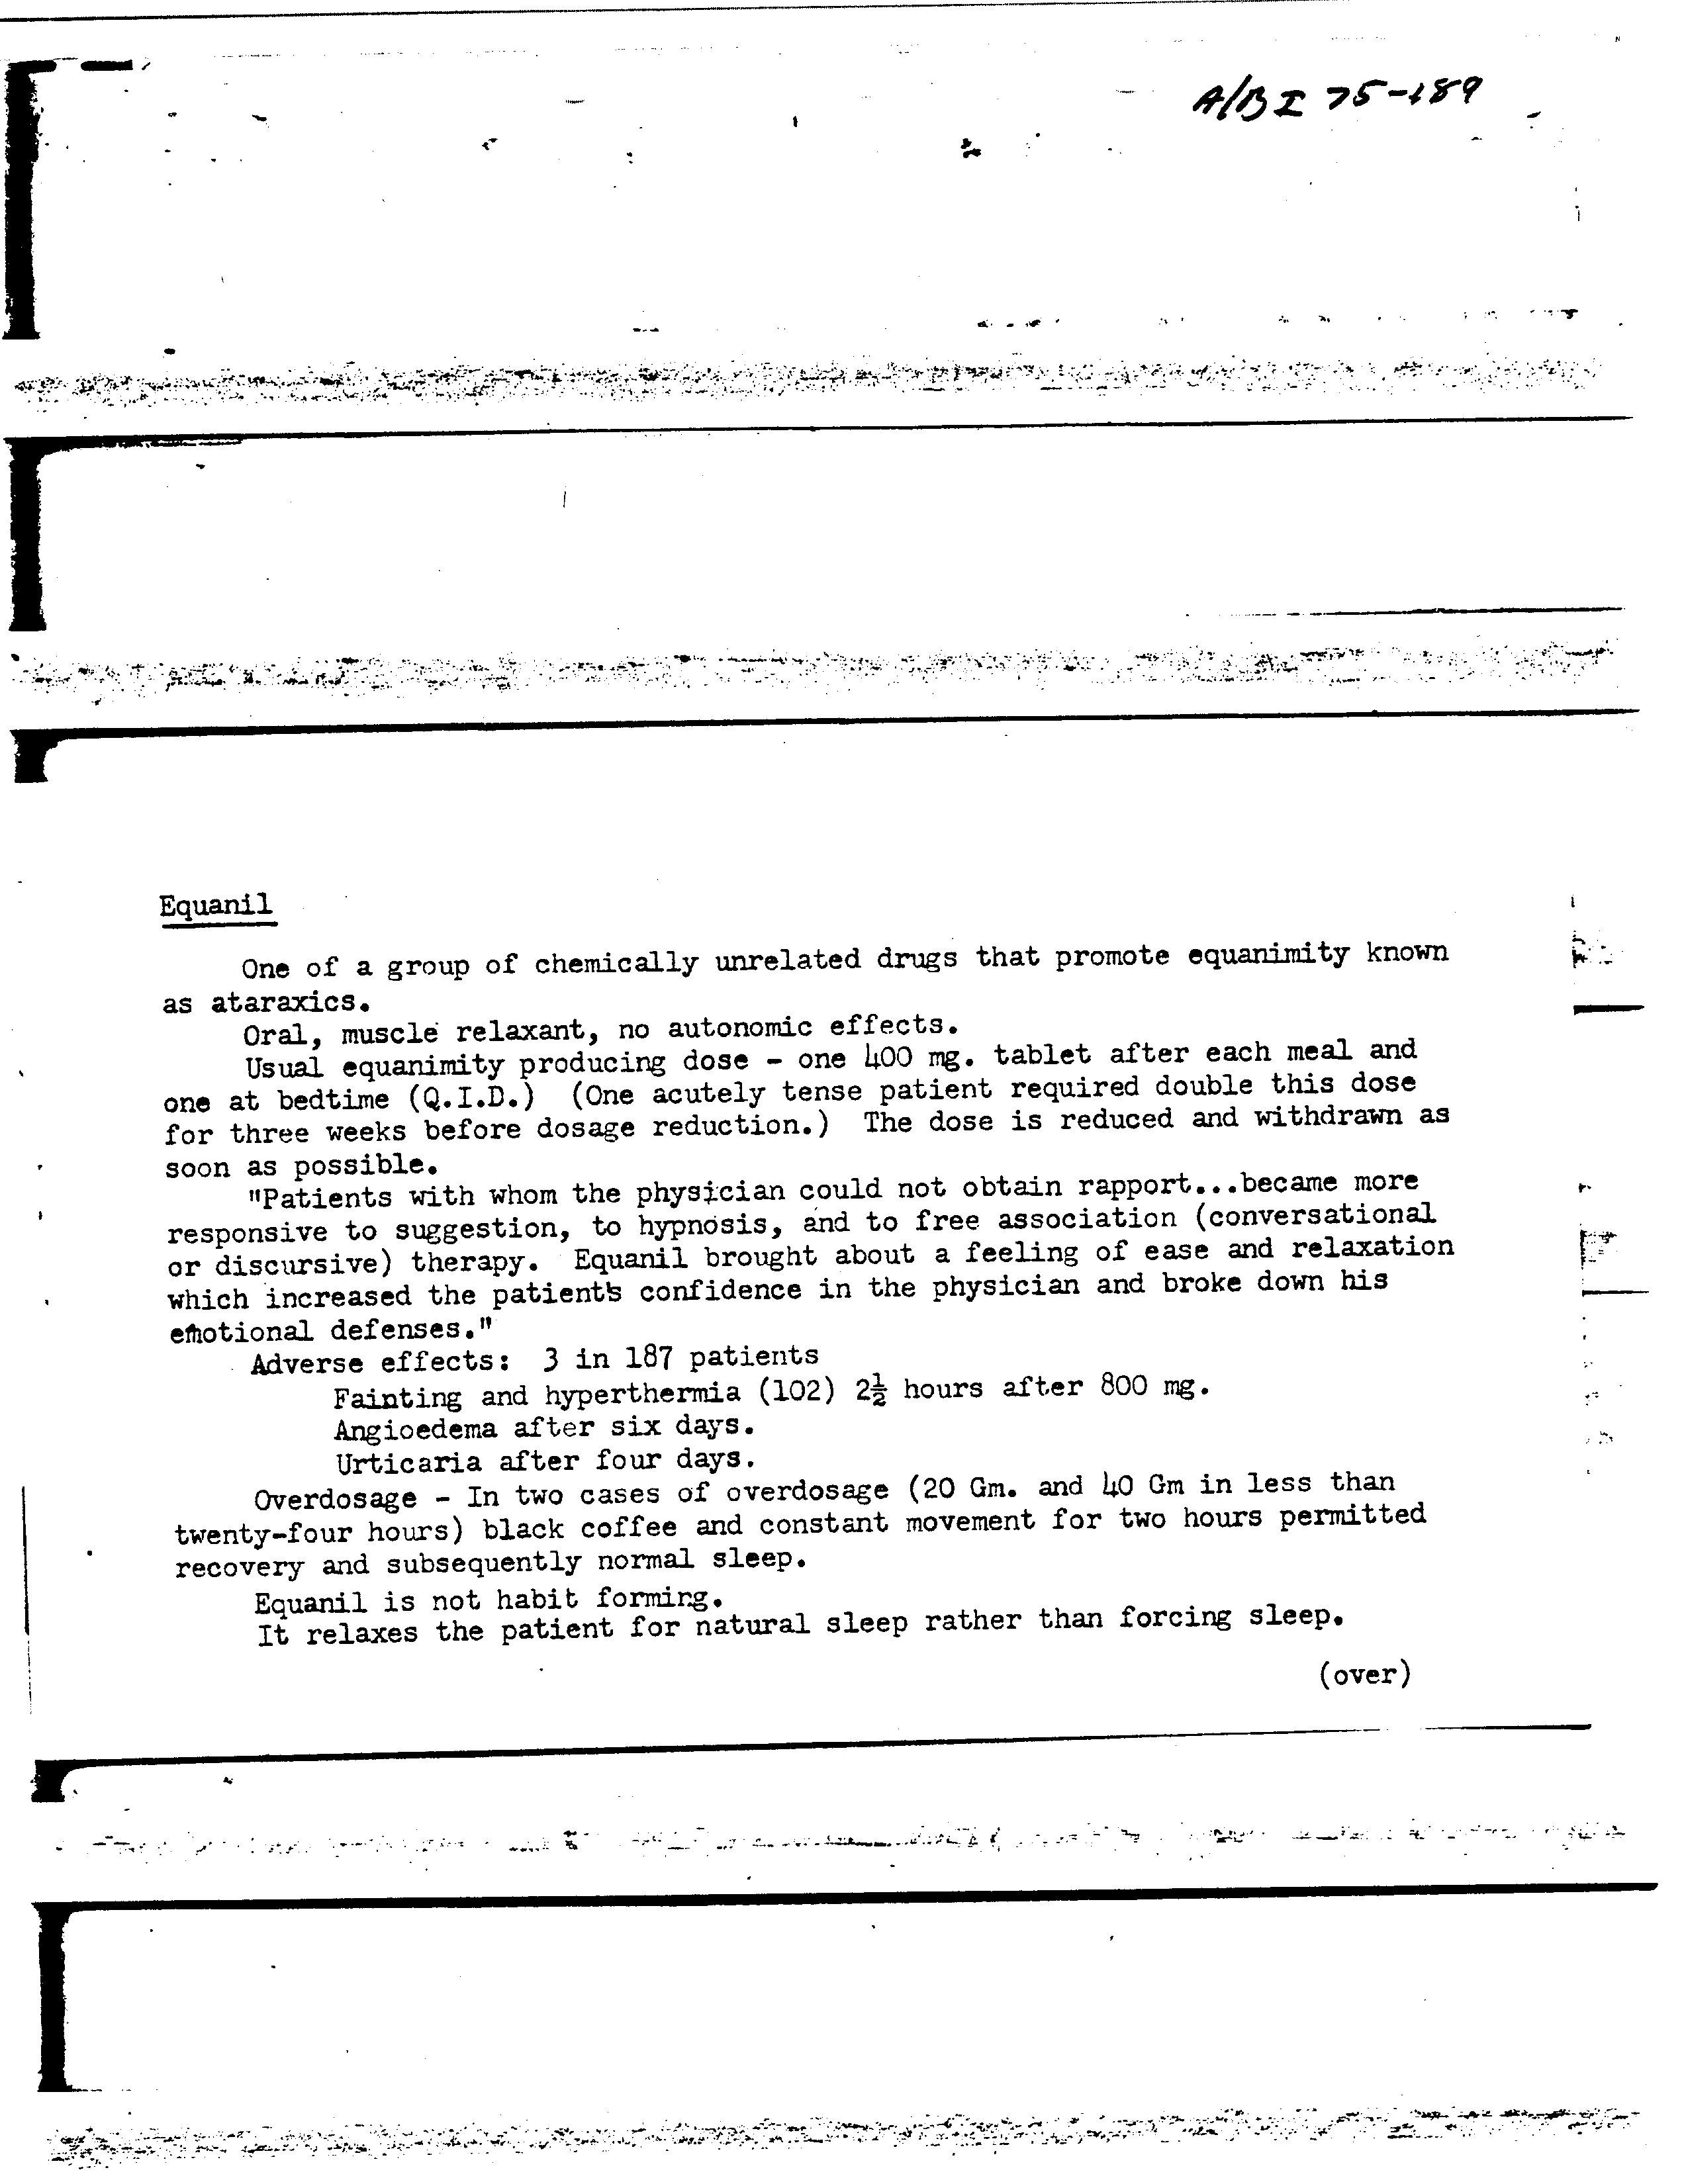 A/B I 75-189
Equanil
One of a group of chemically unrelated drugs that promote equanimity known
as ataraxics.
Oral, muscle relaxant, no autonomic effects.
Usual equanimity producing dose - one 400 mg. tablet after each meal and
one at bedtime (Q.I.D.) (One acutely tense patient required double this dose
for three weeks before dosage reduction.) The dose is reduced and withdrawn as
soon as possible.
"Patients with whom the physician could not obtain rapport...became more
responsive to suggestion, to hypnosis, and to free association (conversational
or discursive) therapy. Equanil brought about a feeling of ease and relaxation
which increased the patient's confidence in the physician and broke down his
emotional defenses."
Adverse effects: 3 in 187 patients
Fainting and hyperthermia (102) 2½ hours after 800 mg.
Angioedema after six days.
Urticaria after four days.
Overdosage - In two cases of overdosage (20 Gm. and 40 Gm in less than
twenty-four hours) black coffee and constant movement for two hours permitted
recovery and subsequently normal sleep.
Equanil is not habit forming.
It relaxes the patient for natural sleep rather than forcing sleep.
(over)